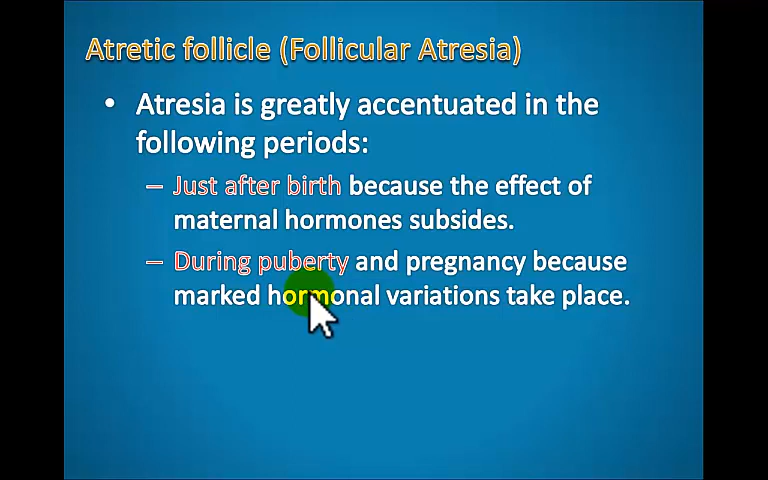 Atretic follicle (Follicular Atresia)
• Atresia is greatly accentuated in the
following periods:
– Just after birth because the effect of
maternal hormones subsides.
– During puberty and pregnancy because
marked hormonal variations take place.